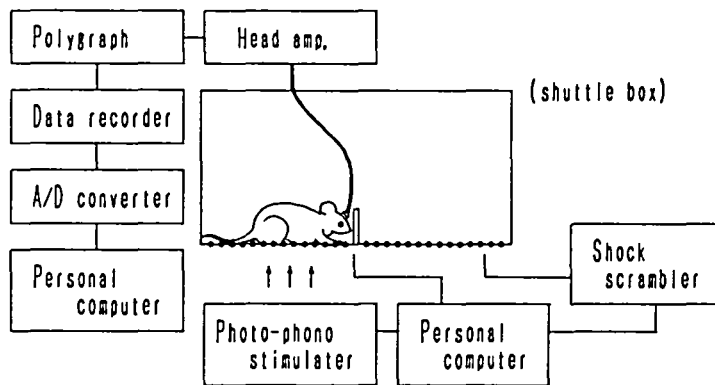 Polygraph
Head amp.
(shuttle box)
Data recorder
A/D converter
Personal
computer
Shock
scrambler
Photo-phono
stimulater
Personal
computer